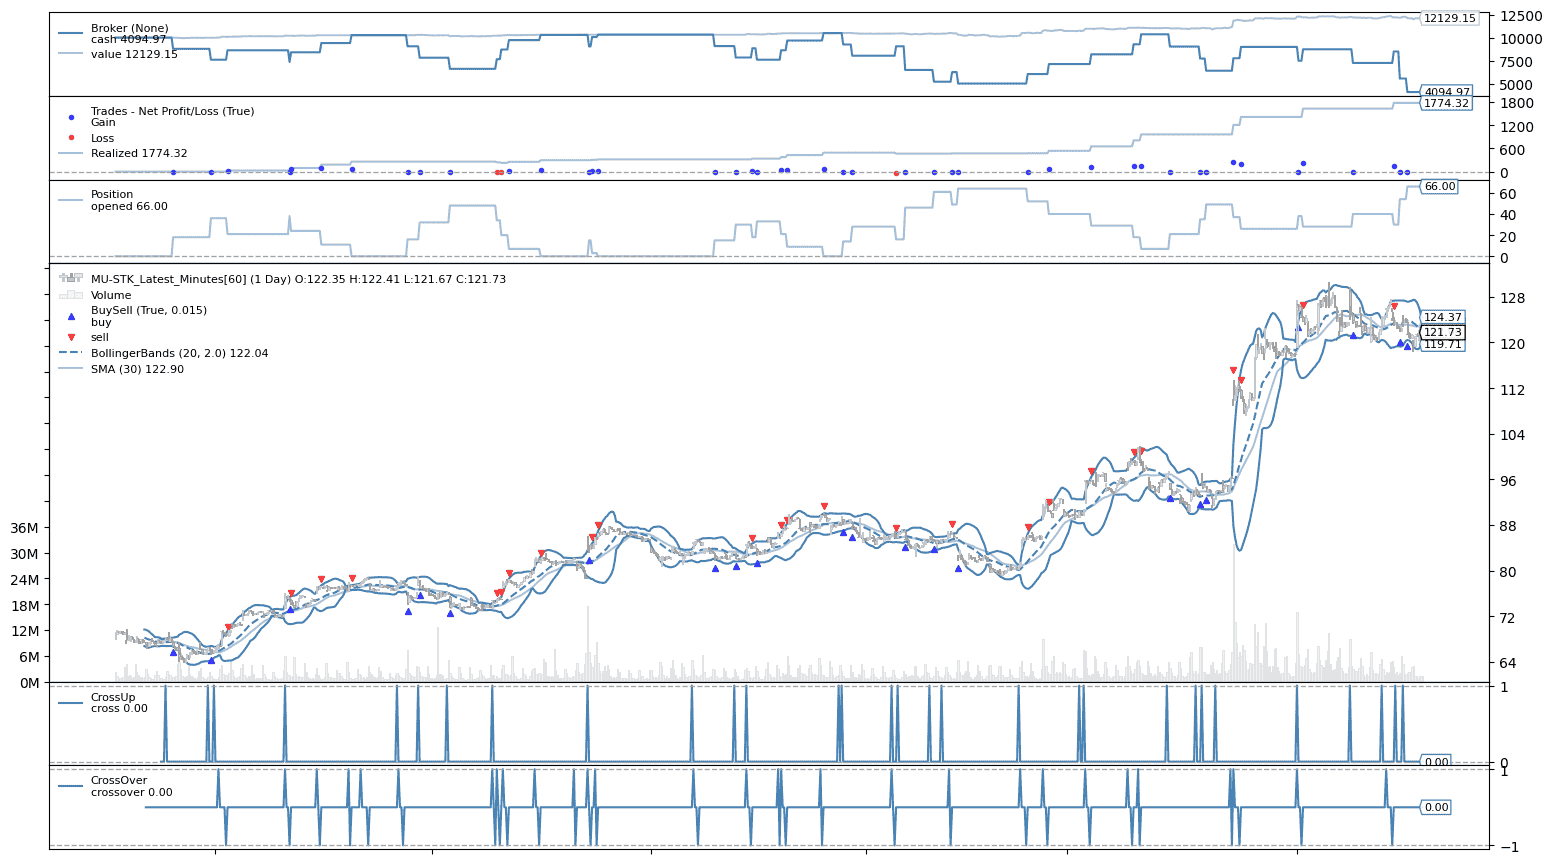 Broker (None)
cash 4094.97
value 12129.15
12129.15
4094.97
12500
10000
7500
5000
Trades - Net Profit/Loss (True)
Gain
Loss
Realized 1774.32
1774.32
1800
1200
600
0
Position
opened 66.00
66.00
60
40
20
0
MU-STK_Latest_Minutes[60] (1 Day) O:122.35 H:122.41 L:121.67 C:121.73
Volume
BuySell (True, 0.015)
buy
sell
BollingerBands (20, 2.0) 122.04
SMA (30) 122.90
36M
30M
24M
18M
12M
6M
0M
124.37
121.73
119.71
128
120
112
104
96
88
80
72
64
CrossUp
cross 0.00
0.00
1
0
CrossOver
crossover 0.00
0.00
1
−1